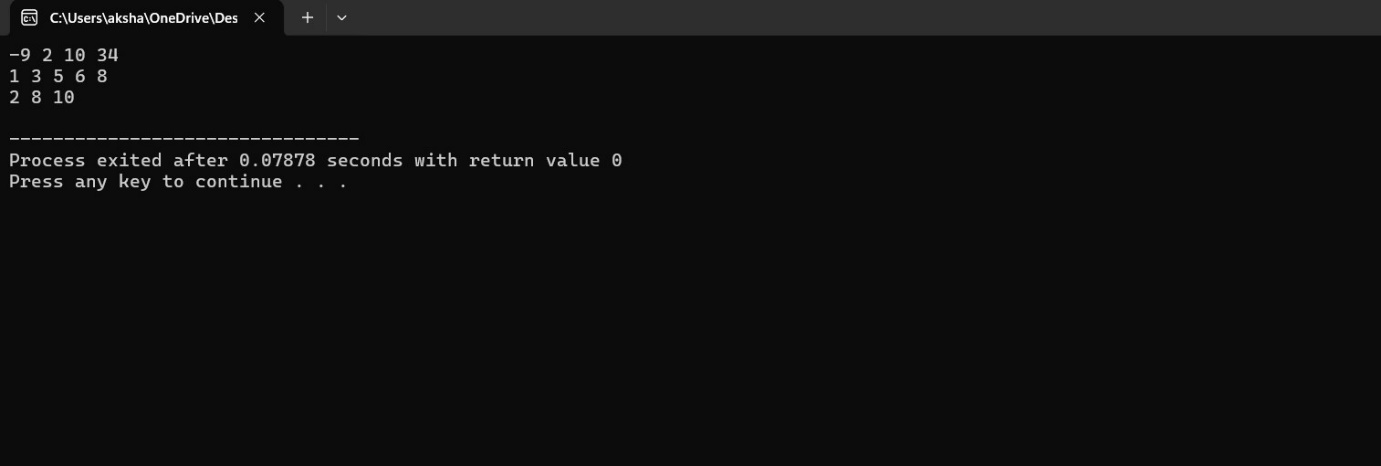 C:\Users\aksha\OneDrive\Des
-9 2 10 34
1 3 5 6 8
2 8 10
--------------------------------
Process exited after 0.07878 seconds with return value 0
Press any key to continue . . .